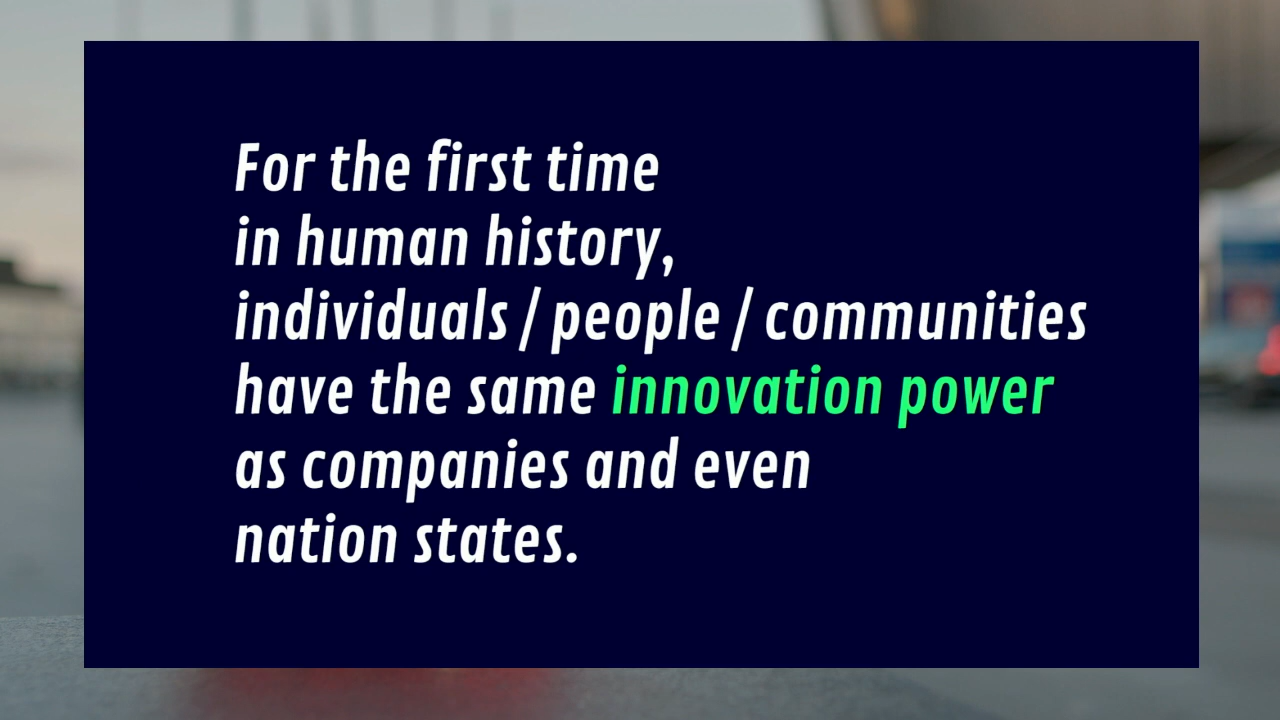 For the first time
in human history,
individuals / people / communities
have the same innovation power
as companies and even
nation states.